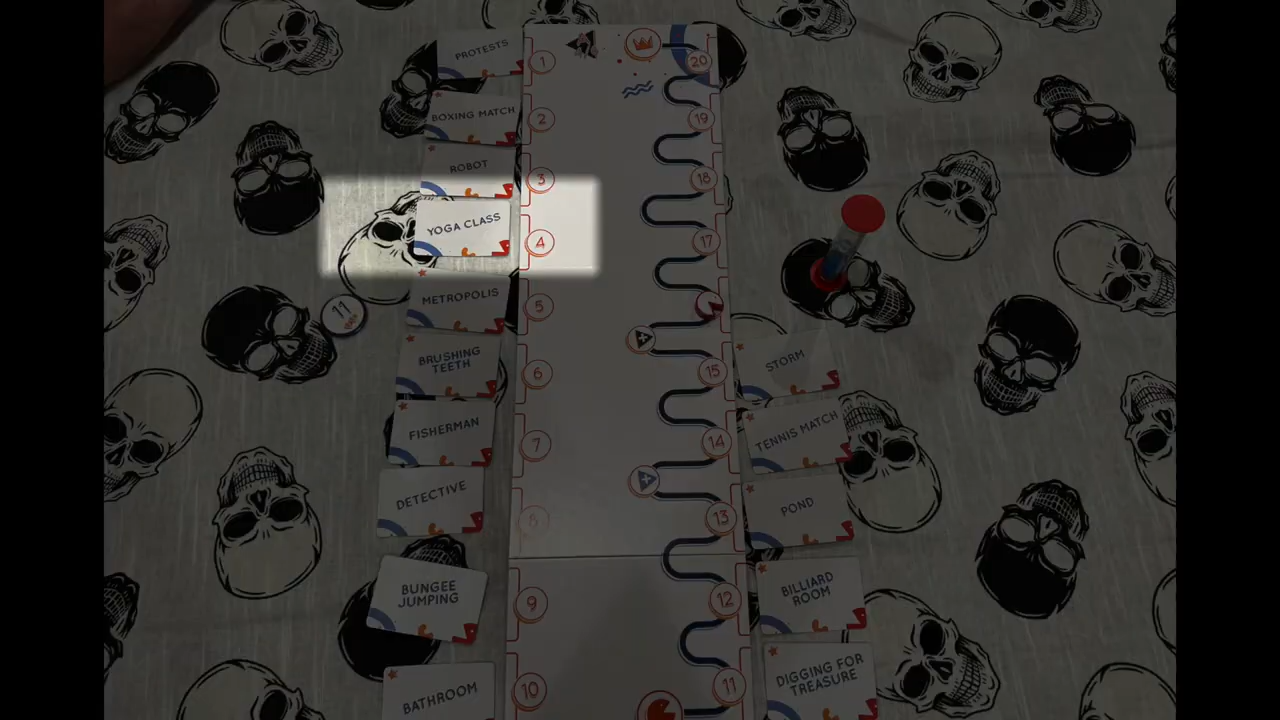 PROTESTS
1
BOXING MATCH
2
ROBOT
3
YOGA CLASS
4
METROPOLIS
5
11
BRUSHING
TEETH
6
FISHERMAN
7
DETECTIVE
8
BUNGEE
JUMPING
9
BATHROOM
10
20
19
18
17
15
STORM
14
TENNIS MATCH
13
POND
12
BILLIARD
ROOM
11
DIGGING FOR
TREASURE